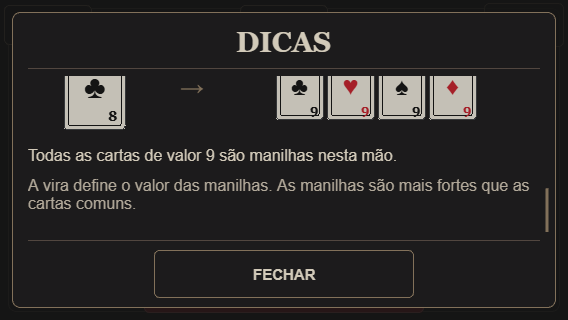 DICAS
8 → 9 9 9 9
Todas as cartas de valor 9 são manilhas nesta mão.
A vira define o valor das manilhas. As manilhas são mais fortes que as
cartas comuns.
FECHAR